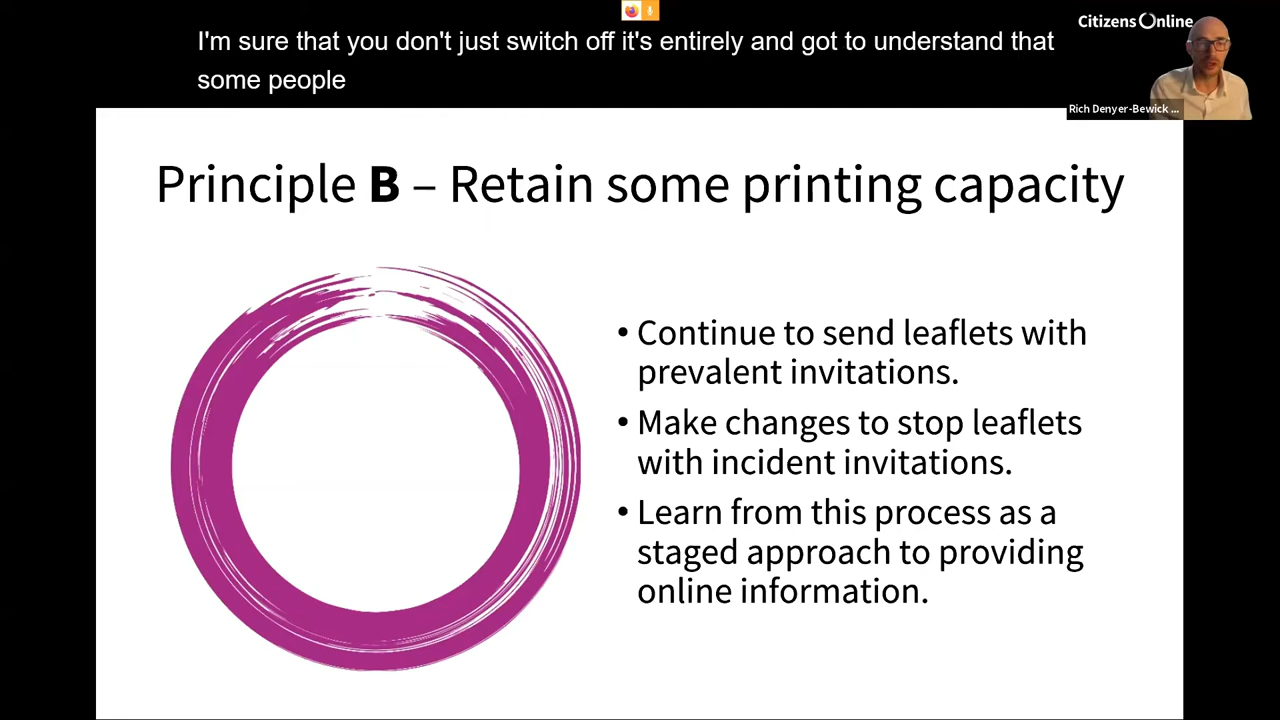 I'm sure that you don't just switch off it's entirely and got to understand that
some people
Citizens Online
Rich Denyer-Bewick ...
Principle B – Retain some printing capacity
• Continue to send leaflets with
prevalent invitations.
• Make changes to stop leaflets
with incident invitations.
• Learn from this process as a
staged approach to providing
online information.